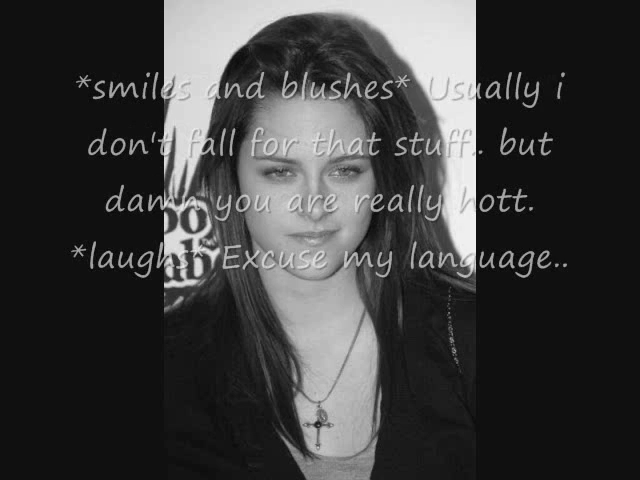 *smiles and blushes* Usually i
don't fall for that stuff.. but
damn you are really hott.
*laughs* Excuse my language..